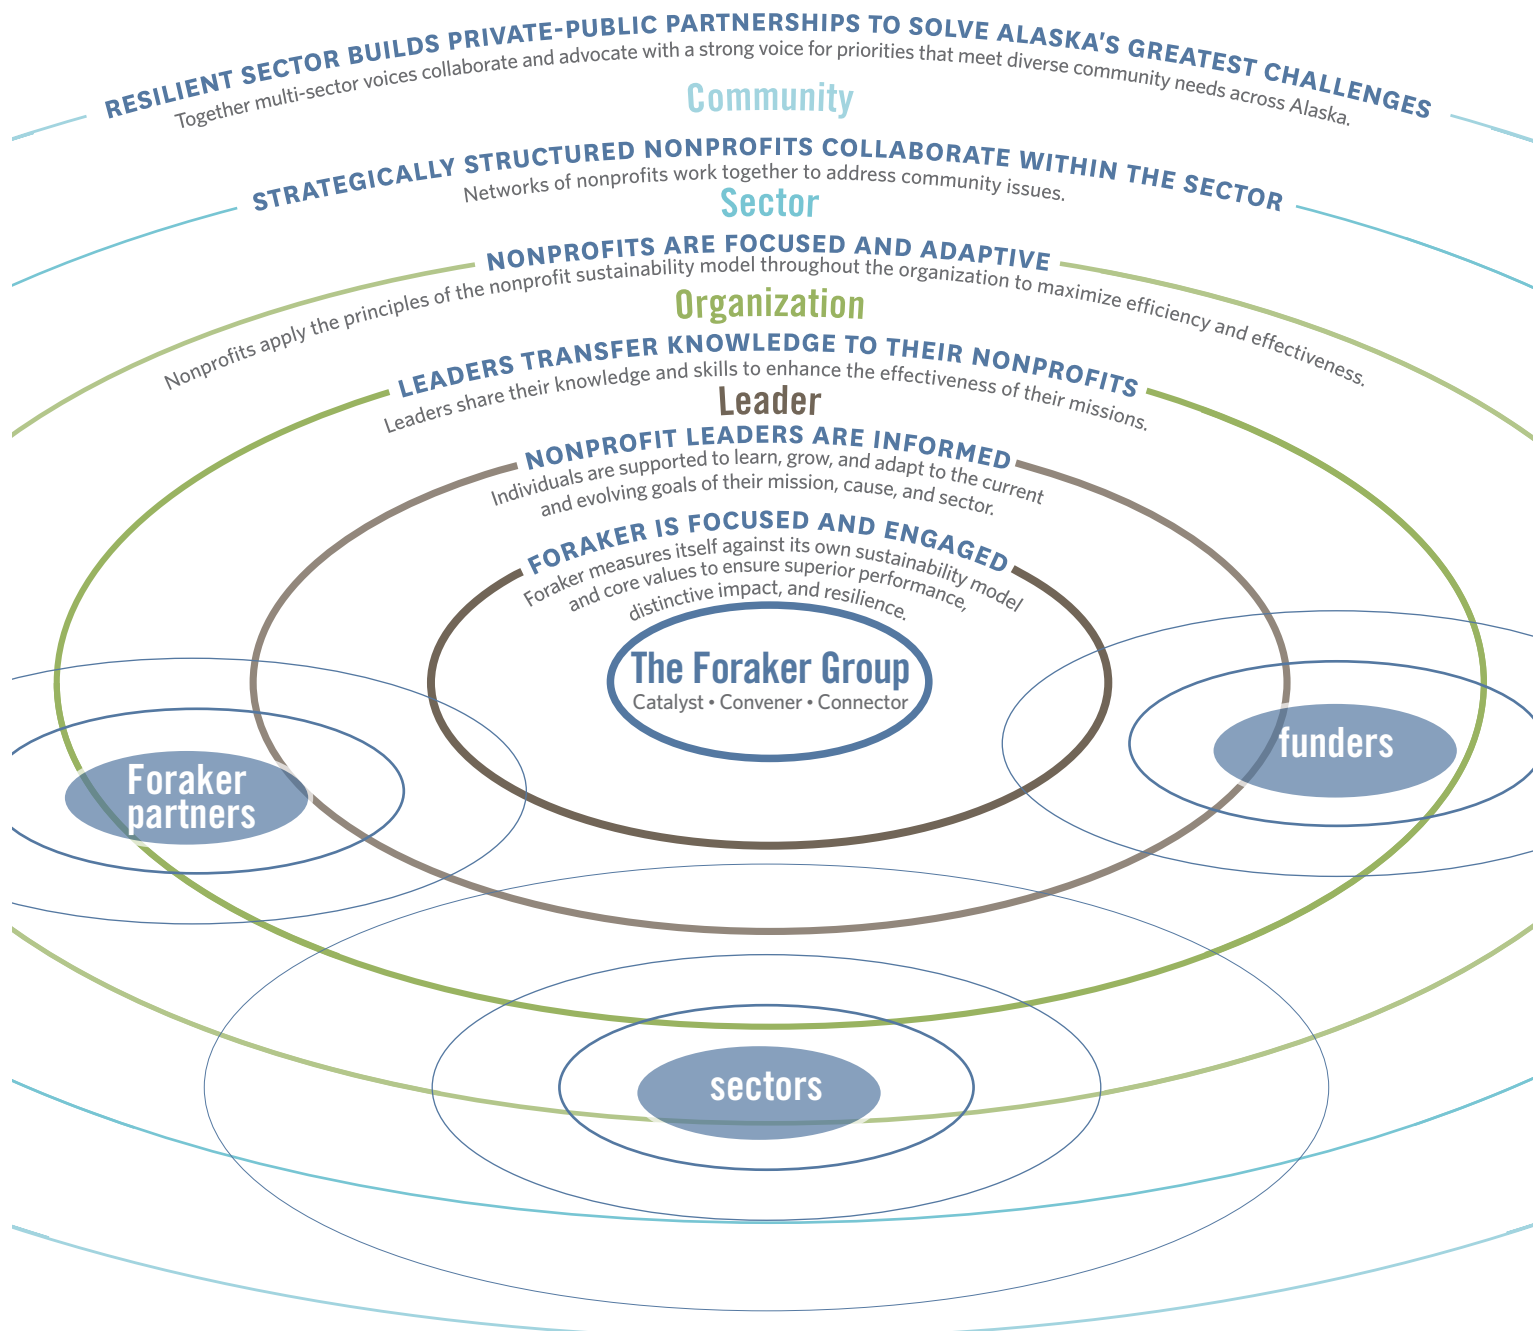 RESILIENT SECTOR BUILDS PRIVATE-PUBLIC PARTNERSHIPS TO SOLVE ALASKA'S GREATEST CHALLENGES
Together multi-sector voices collaborate and advocate with a strong voice for priorities that meet diverse community needs across Alaska.
Community
STRATEGICALLY STRUCTURED NONPROFITS COLLABORATE WITHIN THE SECTOR
Networks of nonprofits work together to address community issues.
Sector
NONPROFITS ARE FOCUSED AND ADAPTIVE
Nonprofits apply the principles of the nonprofit sustainability model throughout the organization to maximize efficiency and effectiveness.
Organization
LEADERS TRANSFER KNOWLEDGE TO THEIR NONPROFITS
Leaders share their knowledge and skills to enhance the effectiveness of their missions.
Leader
NONPROFIT LEADERS ARE INFORMED
Individuals are supported to learn, grow, and adapt to the current
and evolving goals of their mission, cause, and sector.
FORAKER IS FOCUSED AND ENGAGED
Foraker measures itself against its own sustainability model
and core values to ensure superior performance,
distinctive impact, and resilience.
The Foraker Group
Catalyst • Convener • Connector
funders
Foraker
partners
sectors